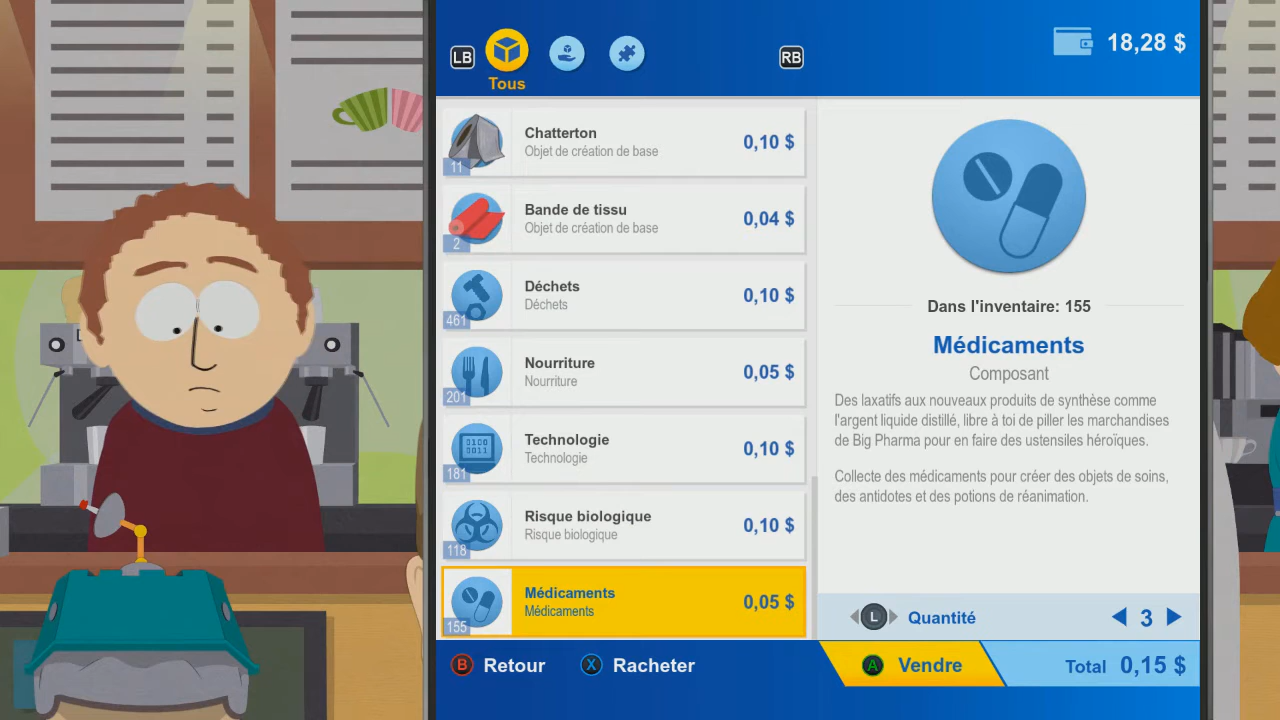 LB
RB
Tous
18,28 $
Chatterton
Objet de création de base
0,10 $
11
Bande de tissu
Objet de création de base
0,04 $
2
Déchets
Déchets
0,10 $
461
Nourriture
Nourriture
0,05 $
201
0100
0011
Technologie
Technologie
0,10 $
181
Risque biologique
Risque biologique
0,10 $
118
Médicaments
Médicaments
0,05 $
155
Dans l'inventaire: 155
Médicaments
Composant
Des laxatifs aux nouveaux produits de synthèse comme
l'argent liquide distillé, libre à toi de piller les marchandises
de Big Pharma pour en faire des ustensiles héroïques.
Collecte des médicaments pour créer des objets de soins,
des antidotes et des potions de réanimation.
L Quantité 3
B Retour
X Racheter
A Vendre
Total 0,15 $